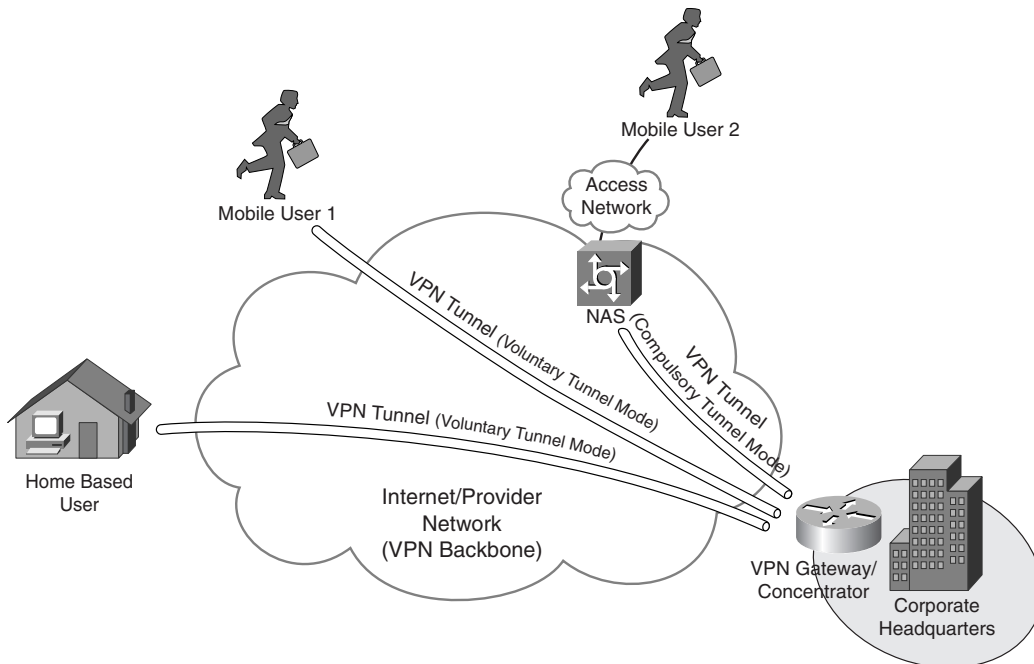 Mobile User 2
Mobile User 1
Access
Network
NAS
VPN Tunnel (Voluntary Tunnel Mode)
VPN Tunnel
(Compulsory Tunnel Mode)
VPN Tunnel (Voluntary Tunnel Mode)
Home Based
User
Internet/Provider
Network
(VPN Backbone)
VPN Gateway/
Concentrator
Corporate
Headquarters